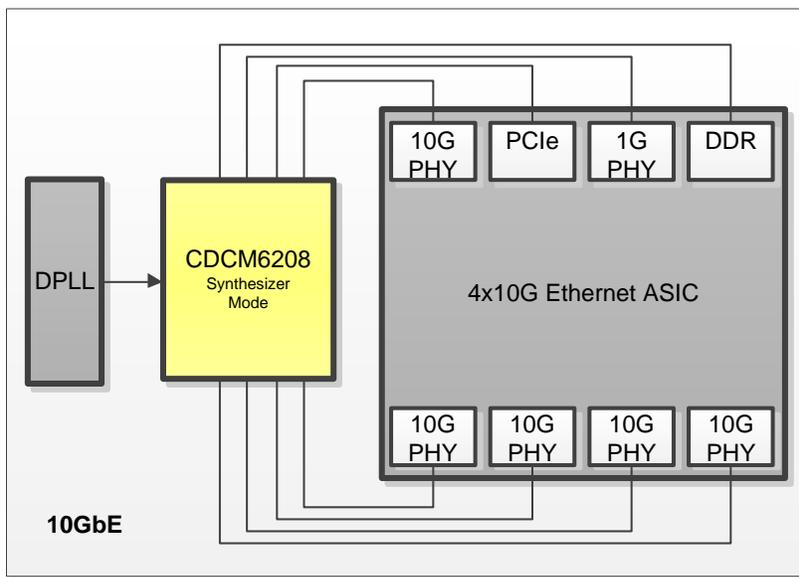 10G
PHY
PCIe
1G
PHY
DDR
DPLL
CDCM6208
Synthesizer
Mode
4x10G Ethernet ASIC
10G
PHY
10G
PHY
10G
PHY
10G
PHY
10GbE